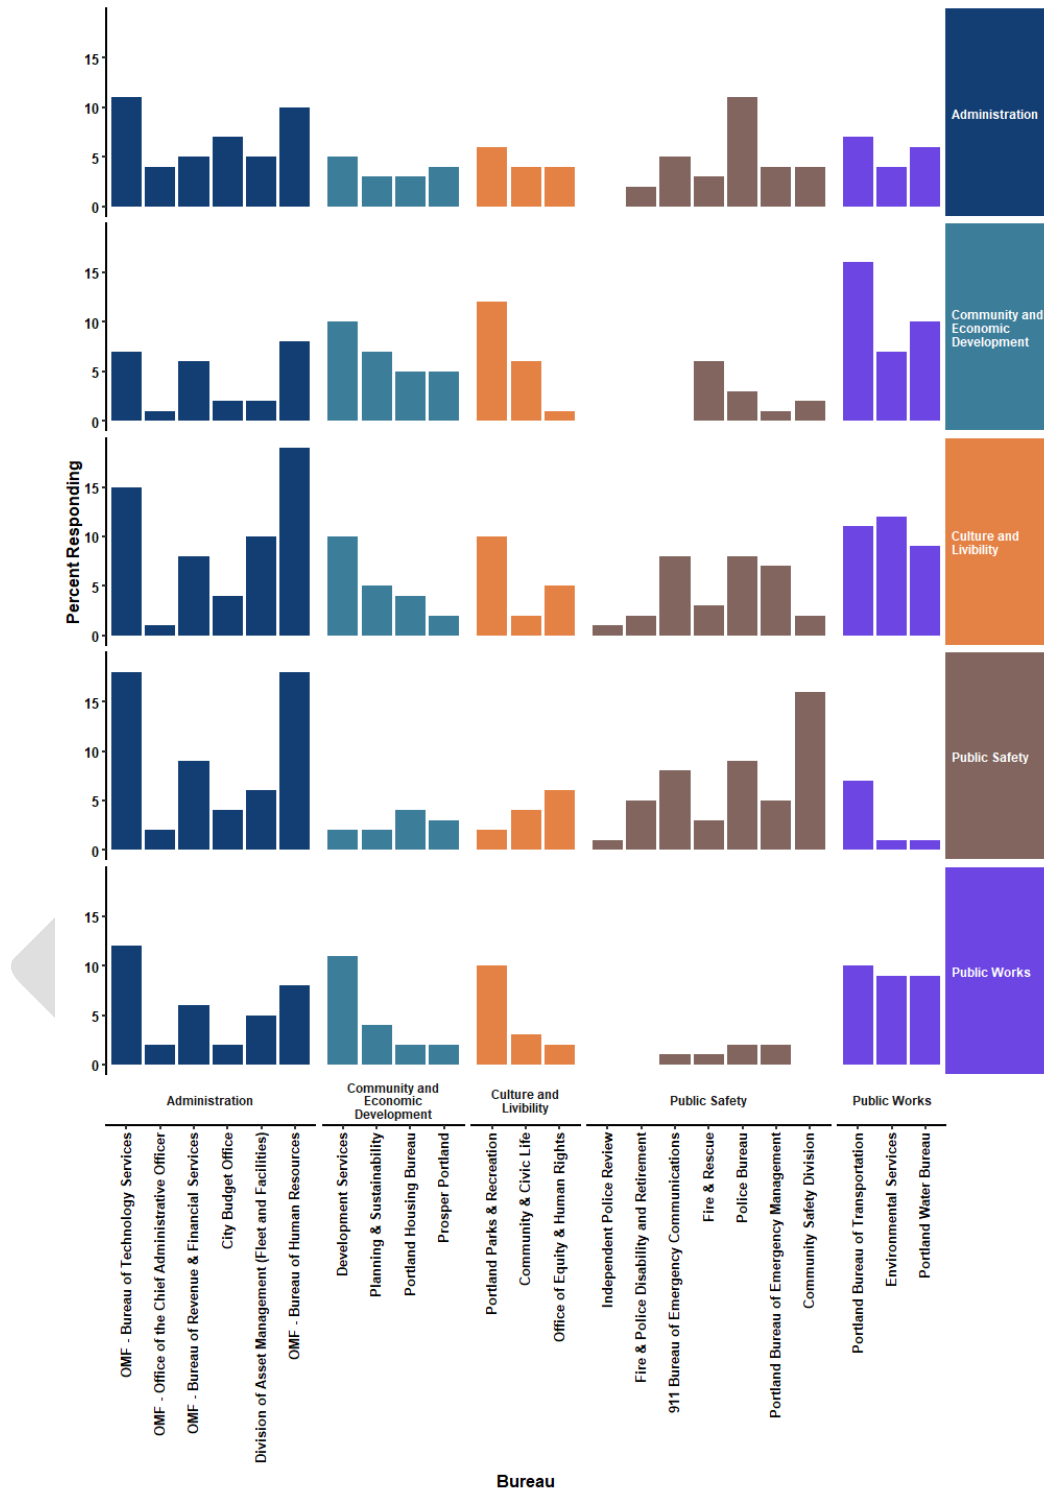 15
10
5
0
Administration
15
10
5
0
Community and
Economic
Development
Percent Responding
15
10
5
0
Culture and
Livibility
15
10
5
0
Public Safety
15
10
5
0
Public Works
Administration
Community and
Economic
Development
Culture and
Livibility
Public Safety
Public Works
OMF - Bureau of Technology Services
OMF - Office of the Chief Administrative Officer
OMF - Bureau of Revenue & Financial Services
City Budget Office
Division of Asset Management (Fleet and Facilities)
OMF - Bureau of Human Resources
Development Services
Planning & Sustainability
Portland Housing Bureau
Prosper Portland
Portland Parks & Recreation
Community & Civic Life
Office of Equity & Human Rights
Independent Police Review
Fire & Police Disability and Retirement
911 Bureau of Emergency Communications
Fire & Rescue
Police Bureau
Portland Bureau of Emergency Management
Community Safety Division
Portland Bureau of Transportation
Environmental Services
Portland Water Bureau
Bureau